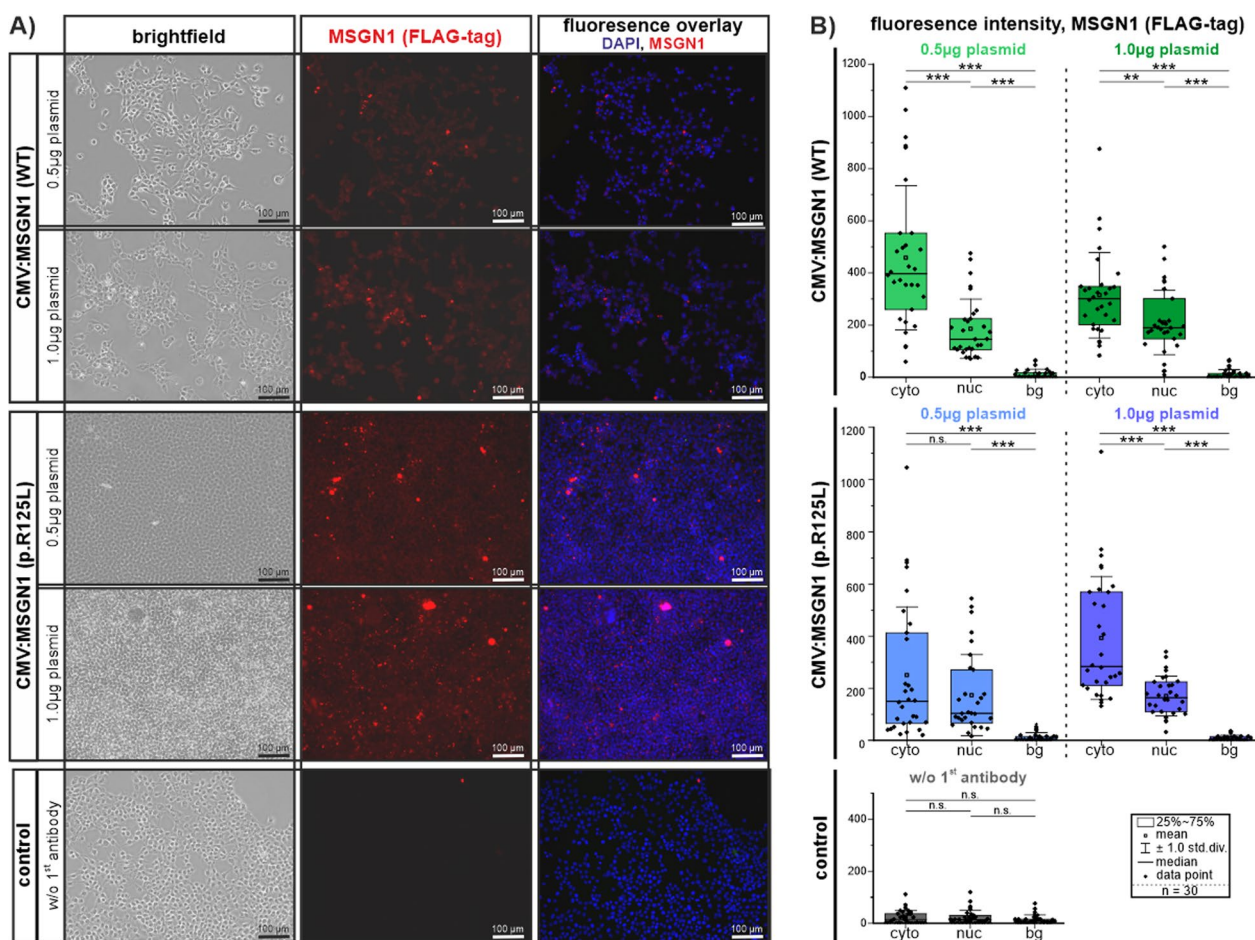 A)
brightfield
MSGN1 (FLAG-tag)
fluoresence overlay
DAPI, MSGN1
CMV:MSGN1 (WT)
0.5µg plasmid
100 µm
100 µm
100 µm
1.0µg plasmid
100 µm
100 µm
100 µm
CMV:MSGN1 (p.R125L)
0.5µg plasmid
100 µm
100 µm
100 µm
1.0µg plasmid
100 µm
100 µm
100 µm
control
w/o 1st antibody
100 µm
100 µm
100 µm
B)
fluoresence intensity, MSGN1 (FLAG-tag)
0.5µg plasmid
1.0µg plasmid
CMV:MSGN1 (WT)
***
***
***
***
**
***
1200
1000
800
600
400
200
0
cyto nuc bg cyto nuc bg
0.5µg plasmid
1.0µg plasmid
CMV:MSGN1 (p.R125L)
***
n.s.
***
***
***
***
1200
1000
800
600
400
200
0
cyto nuc bg cyto nuc bg
w/o 1st antibody
control
n.s.
n.s.
n.s.
400
200
0
cyto nuc bg
25%~75%
mean
± 1.0 std.div.
median
data point
n = 30